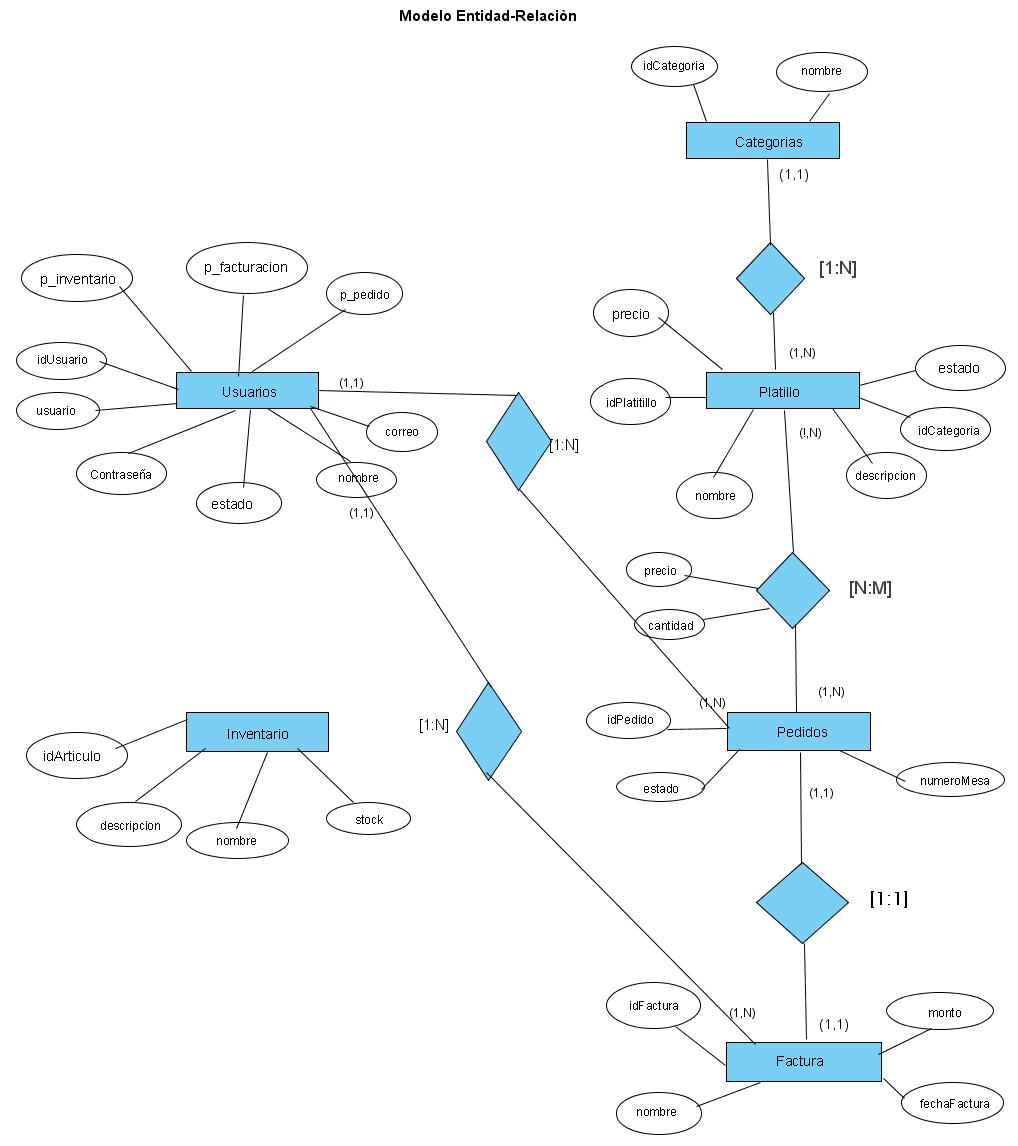 Modelo Entidad-Relaciòn
idCategoria
nombre
Categorias
(1,1)
[1:N]
p_inventario
p_facturacion
p_pedido
precio
(1,N)
idUsuario
Usuarios
(1,1)
Platillo
estado
usuario
correo
idPlatitillo
idCategoria
(!,N)
[1:N]
Contraseña
nombre
estado
(1,1)
nombre
descripcion
precio
[N:M]
cantidad
(1,N)
(1,N)
idPedido
Pedidos
[1:N]
Inventario
idArticulo
estado
numeroMesa
(1,1)
descripcion
nombre
stock
[1:1]
idFactura
(1,N)
(1,1)
monto
Factura
nombre
fechaFactura